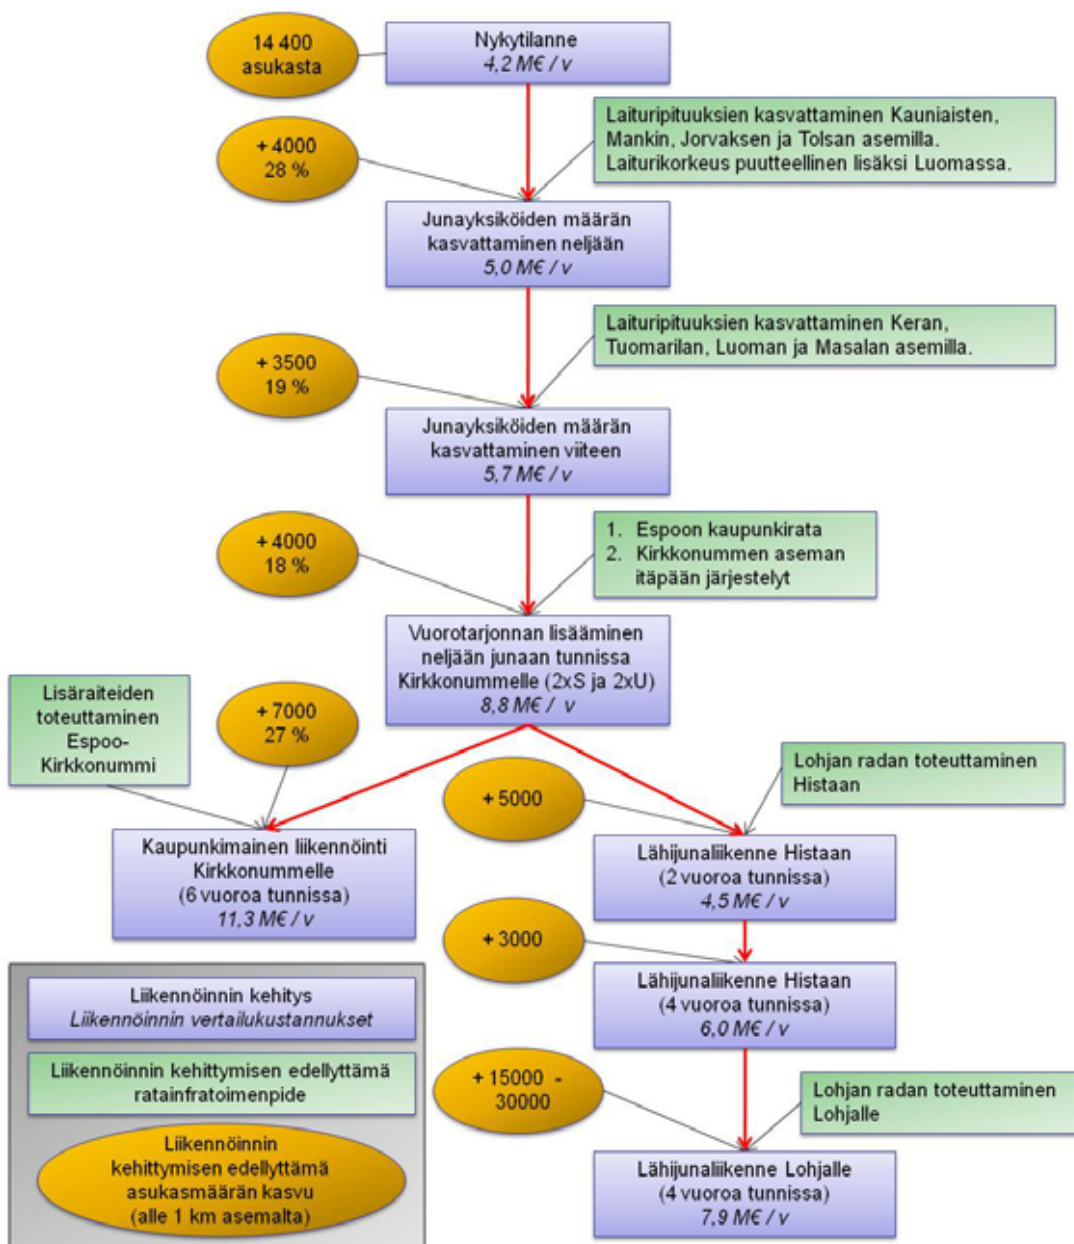 14 400
asukasta
Nykytilanne
4,2 M€ / v
+ 4000
28 %
Laituripituuksien kasvattaminen Kauniaisten,
Mankin, Jorvaksen ja Tolsan asemilla.
Laiturikorkeus puutteellinen lisäksi Luomassa.
Junayksiköiden määrän
kasvattaminen neljään
5,0 M€ / v
+ 3500
19 %
Laituripituuksien kasvattaminen Keran,
Tuomarilan, Luoman ja Masalan asemilla.
Junayksiköiden määrän
kasvattaminen viiteen
5,7 M€ / v
+ 4000
18 %
1. Espoon kaupunkirata
2. Kirkkonummen aseman
itäpään järjestelyt
Vuorotarjonnan lisääminen
neljään junaan tunnissa
Kirkkonummelle (2xS ja 2xU)
8,8 M€ / v
Lisäraiteiden
toteuttaminen
Espoo-
Kirkkonummi
+ 7000
27 %
Kaupunkimainen liikennöinti
Kirkkonummelle
(6 vuoroa tunnissa)
11,3 M€ / v
+ 5000
Lohjan radan toteuttaminen
Histaan
Lähijunaliikenne Histaan
(2 vuoroa tunnissa)
4,5 M€ / v
+ 3000
Lähijunaliikenne Histaan
(4 vuoroa tunnissa)
6,0 M€ / v
+ 15000 -
30000
Lohjan radan toteuttaminen
Lohjalle
Lähijunaliikenne Lohjalle
(4 vuoroa tunnissa)
7,9 M€ / v
Liikennöinnin kehitys
Liikennöinnin vertailukustannukset
Liikennöinnin kehittymisen edellyttämä
ratainfratoimenpide
Liikennöinnin
kehittymisen edellyttämä
asukasmäärän kasvu
(alle 1 km asemalta)